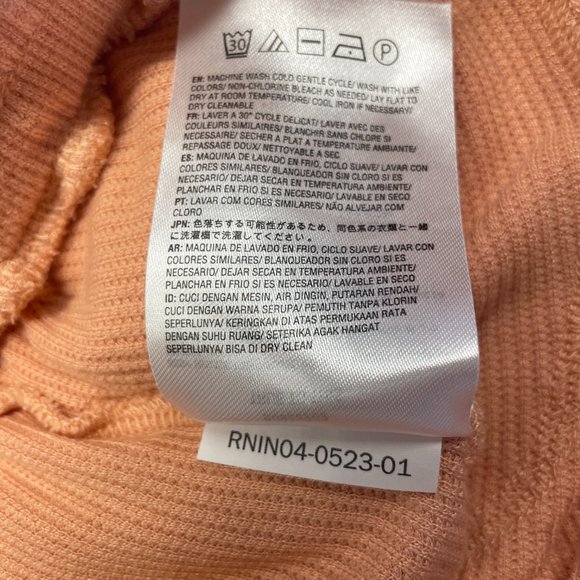 30
P
EN: MACHINE WASH COLD GENTLE CYCLE/ WASH WITH LIKE
COLORS/ NON-CHLORINE BLEACH AS NEEDED/ LAY FLAT TO
DRY AT ROOM TEMPERATURE/ COOL IRON IF NECESSARY/
DRY CLEANABLE
FR: LAVER A 30° CYCLE DELICAT/ LAVER AVEC DES
COULEURS SIMILAIRES/ BLANCHIR SANS CHLORE SI
NECESSAIRE/ SECHER A PLAT A TEMPERATURE AMBIANTE/
REPASSAGE DOUX/ NETTOYABLE A SEC
ES: MAQUINA DE LAVADO EN FRIO, CICLO SUAVE/ LAVAR CON
COLORES SIMILARES/ BLANQUEADOR SIN CLORO SI ES
NECESARIO/ DEJAR SECAR EN TEMPERATURA AMBIENTE/
PLANCHAR EN FRIO SI ES NECESARIO/ LAVABLE EN SECO
PT: LAVAR COM CORES SIMILARES/ NÃO ALVEJAR COM
CLORO
JPN: 色落ちする可能性があるため、同色系の衣類と一緒
に洗濯機で洗濯してください。
AR: MAQUINA DE LAVADO EN FRIO, CICLO SUAVE/ LAVAR CON
COLORES SIMILARES/ BLANQUEADOR SIN CLORO SI ES
NECESARIO/ DEJAR SECAR EN TEMPERATURA AMBIENTE/
PLANCHAR EN FRIO SI ES NECESARIO/ LAVABLE EN SECO
ID: CUCI DENGAN MESIN, AIR DINGIN, PUTARAN RENDAH/
CUCI DENGAN WARNA SERUPA/ PEMUTIH TANPA KLORIN
SEPERLUNYA/ KERINGKAN DI ATAS PERMUKAAN RATA
DENGAN SUHU RUANG/ SETERIKA AGAK HANGAT
SEPERLUNYA/ BISA DI DRY CLEAN
RNIN04-0523-01